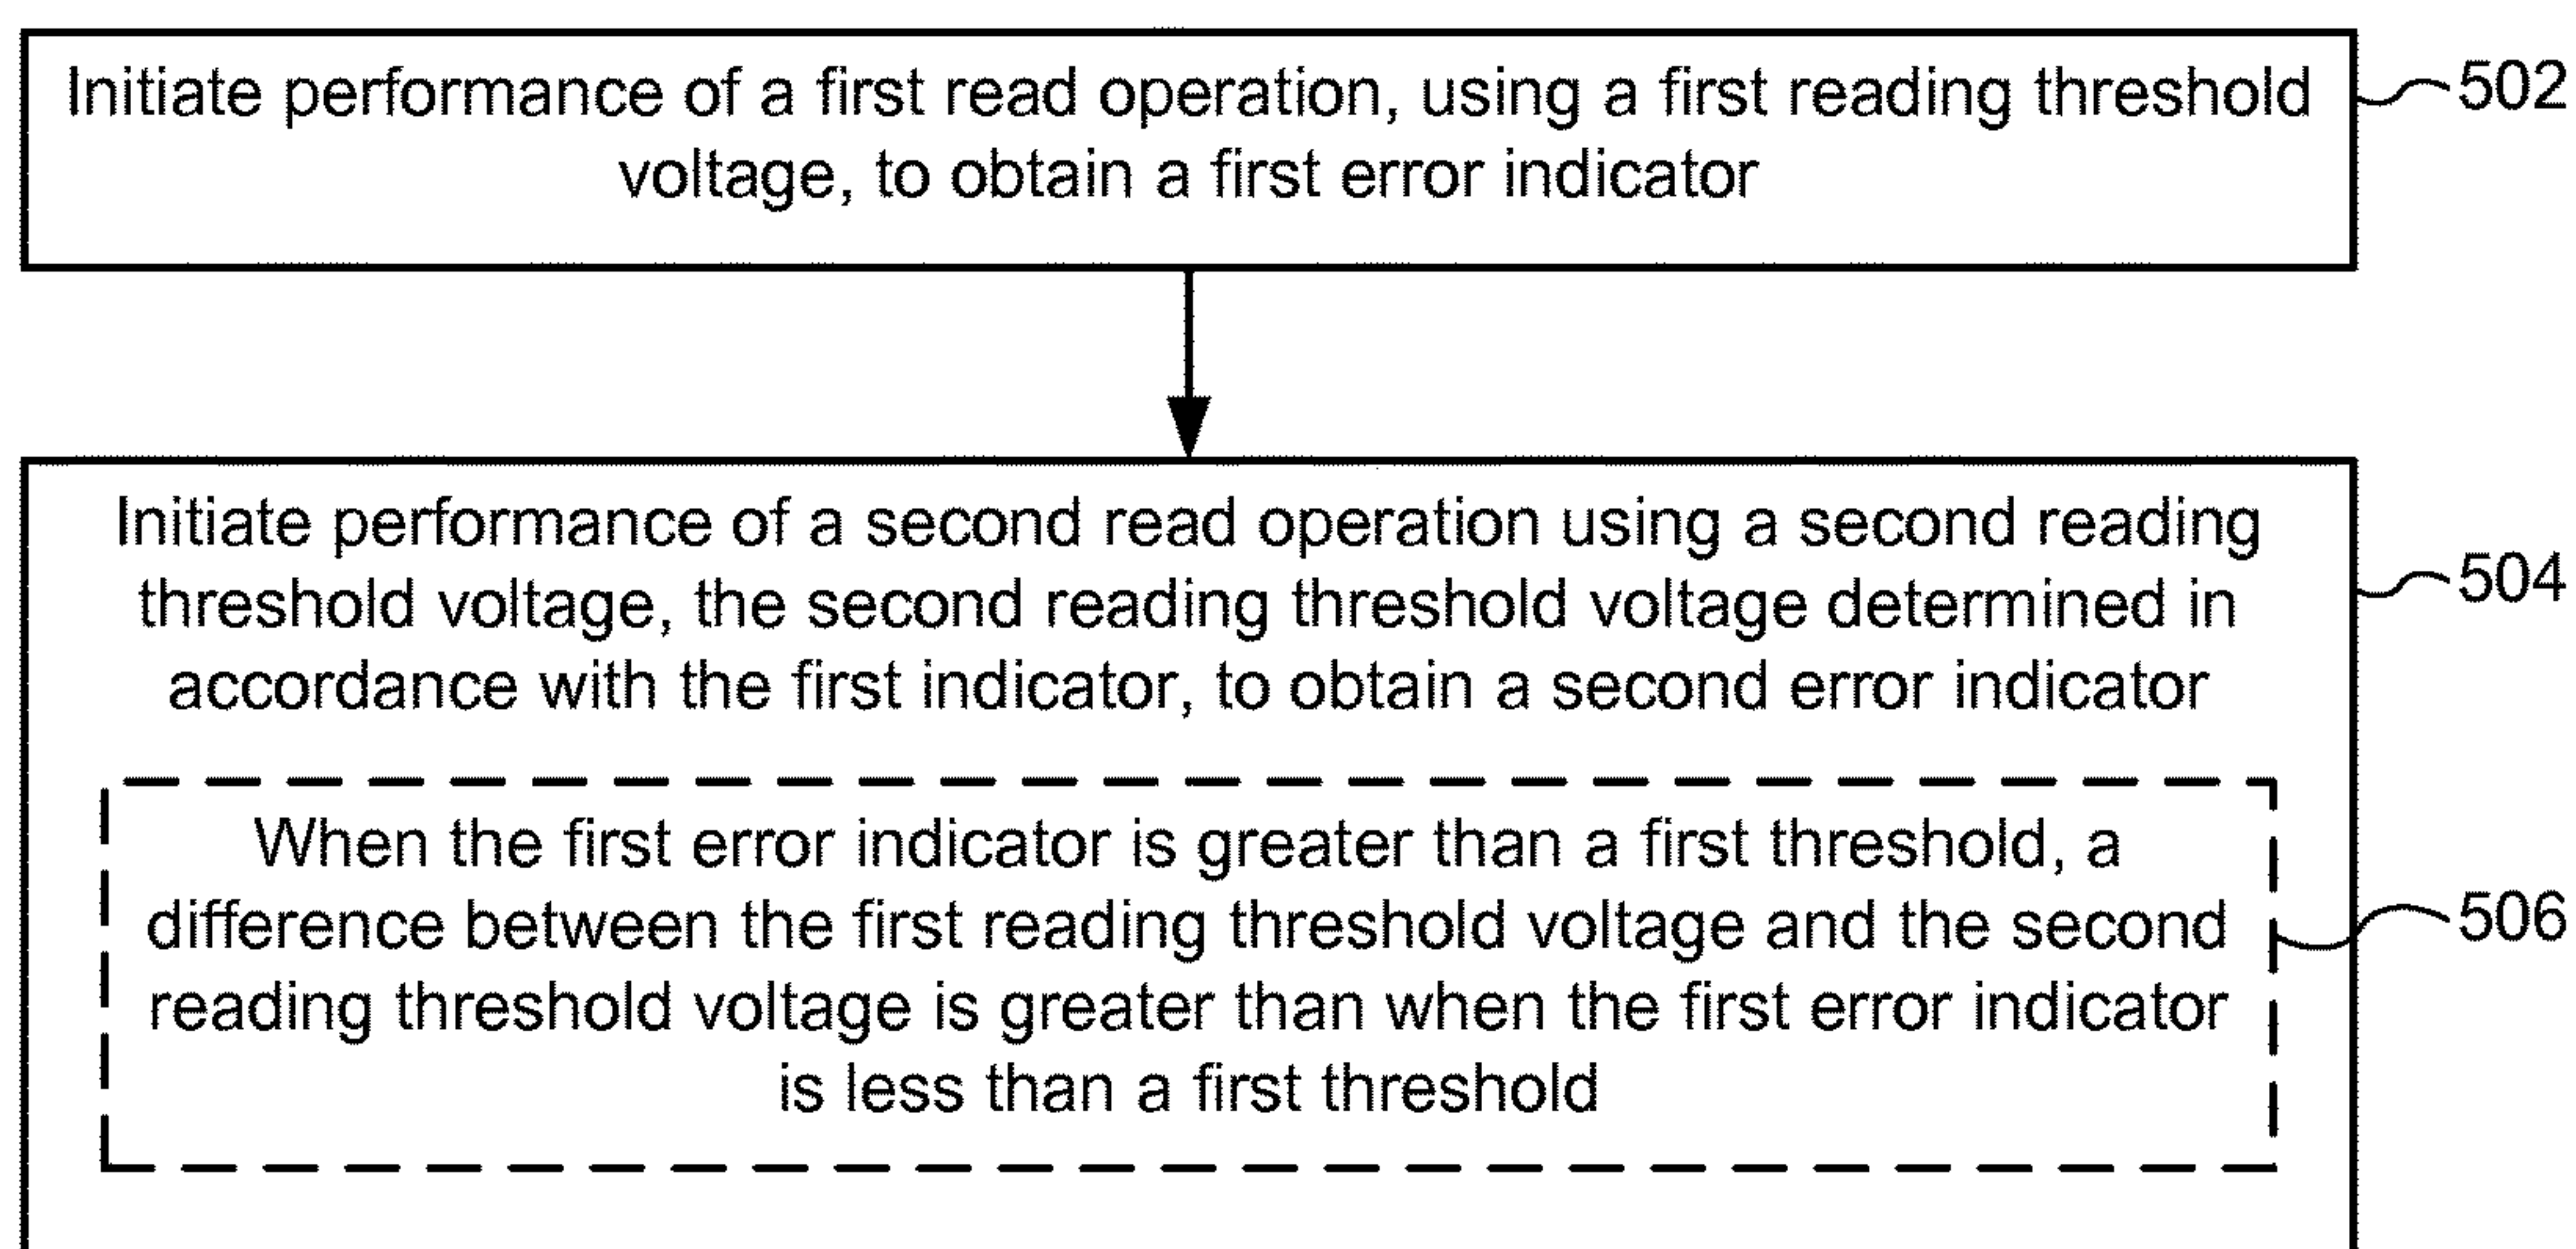 Initiate performance of a first read operation, using a first reading threshold
voltage, to obtain a first error indicator
502
Initiate performance of a second read operation using a second reading
threshold voltage, the second reading threshold voltage determined in
accordance with the first indicator, to obtain a second error indicator
504
When the first error indicator is greater than a first threshold, a
difference between the first reading threshold voltage and the second
reading threshold voltage is greater than when the first error indicator
is less than a first threshold
506